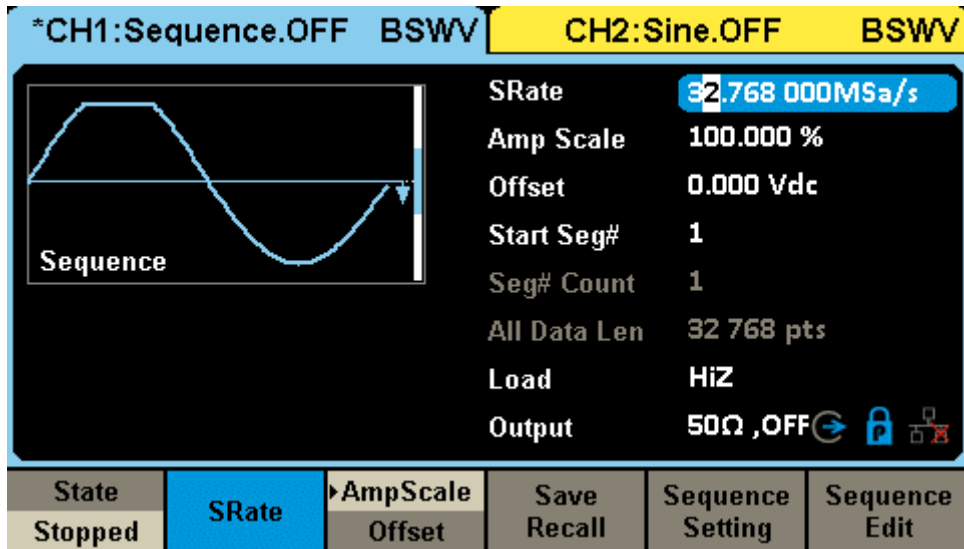 *CH1:Sequence.OFF BSWV
CH2:Sine.OFF BSWV
Sequence
SRate 32.768 000MSa/s
Amp Scale 100.000 %
Offset 0.000 Vdc
Start Seg# 1
Seg# Count 1
All Data Len 32 768 pts
Load HiZ
Output 50Ω ,OFF
P
State
Stopped
SRate
AmpScale
Offset
Save
Recall
Sequence
Setting
Sequence
Edit